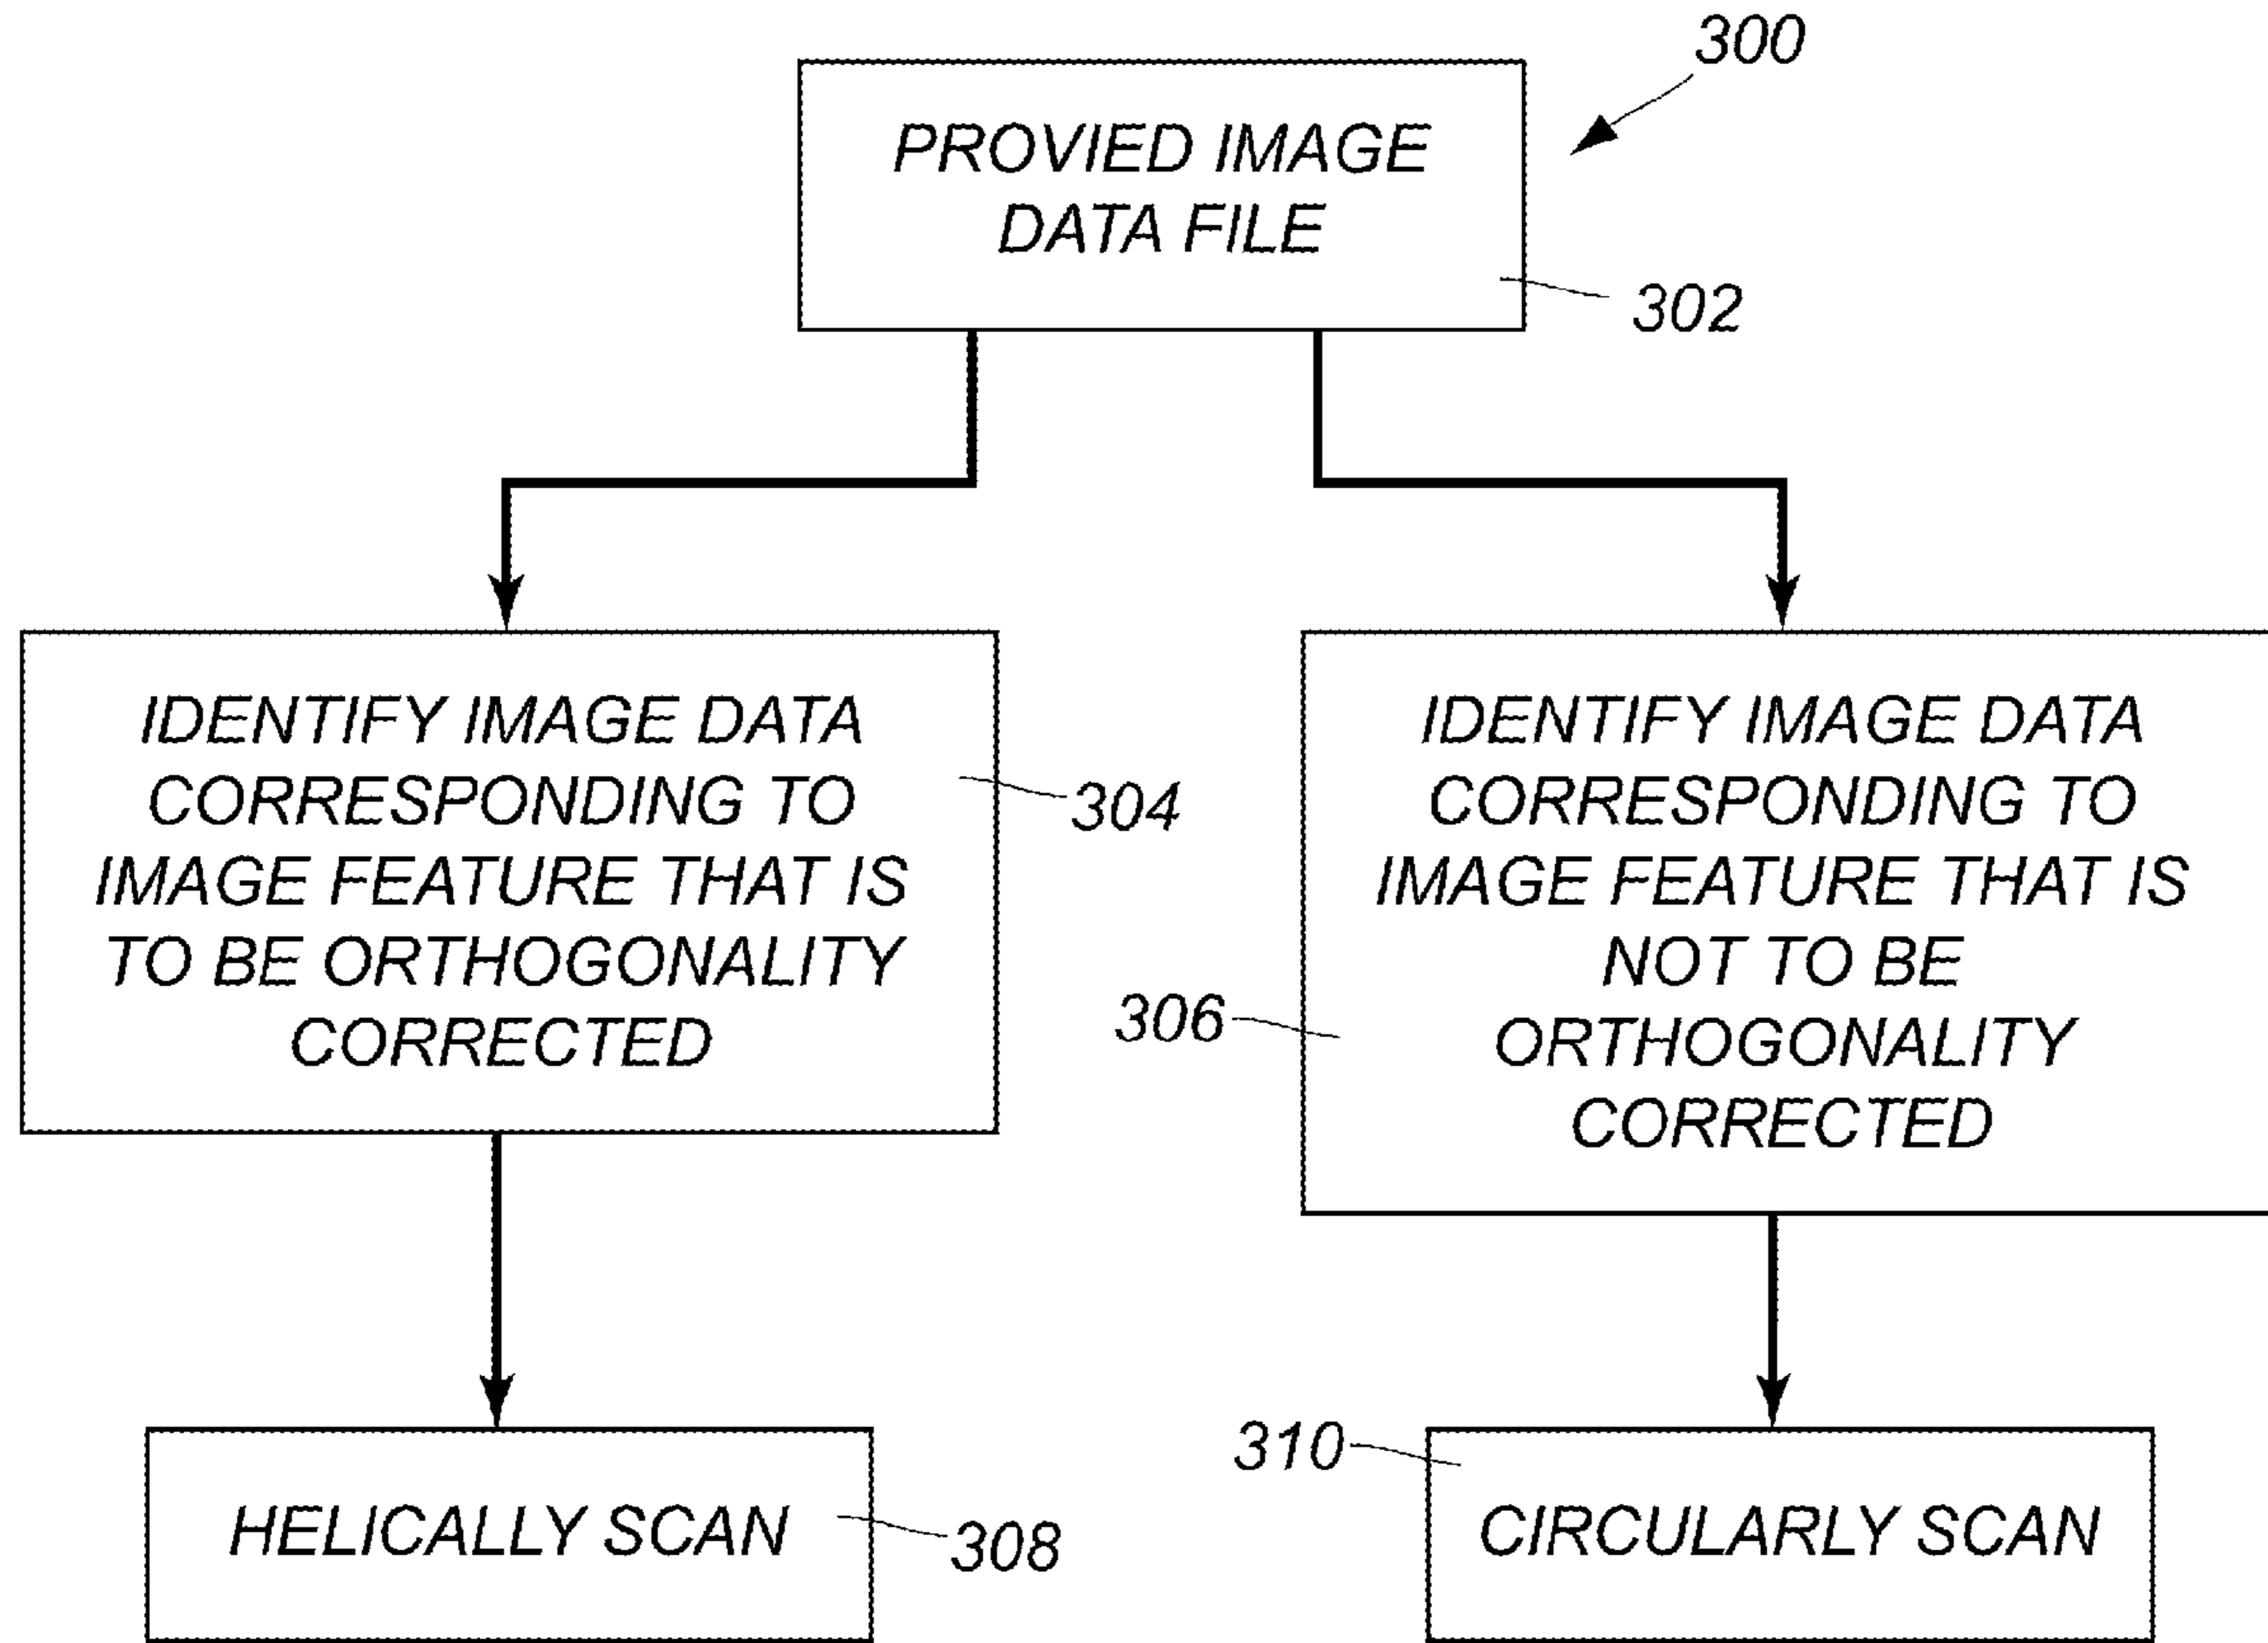 300
PROVIED IMAGE
DATA FILE
302
IDENTIFY IMAGE DATA
CORRESPONDING TO
IMAGE FEATURE THAT IS
TO BE ORTHOGONALITY
CORRECTED
304
IDENTIFY IMAGE DATA
CORRESPONDING TO
IMAGE FEATURE THAT IS
NOT TO BE
ORTHOGONALITY
CORRECTED
306
HELICALLY SCAN
308
310
CIRCULARLY SCAN